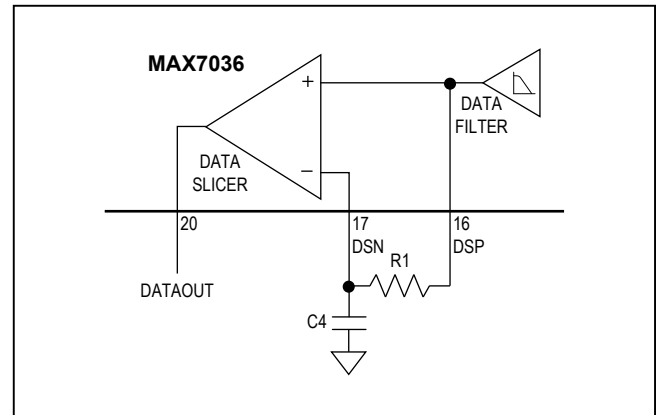 MAX7036
+
DATA
FILTER
DATA
SLICER
−
20
17
16
DSN
DSP
R1
DATAOUT
C4